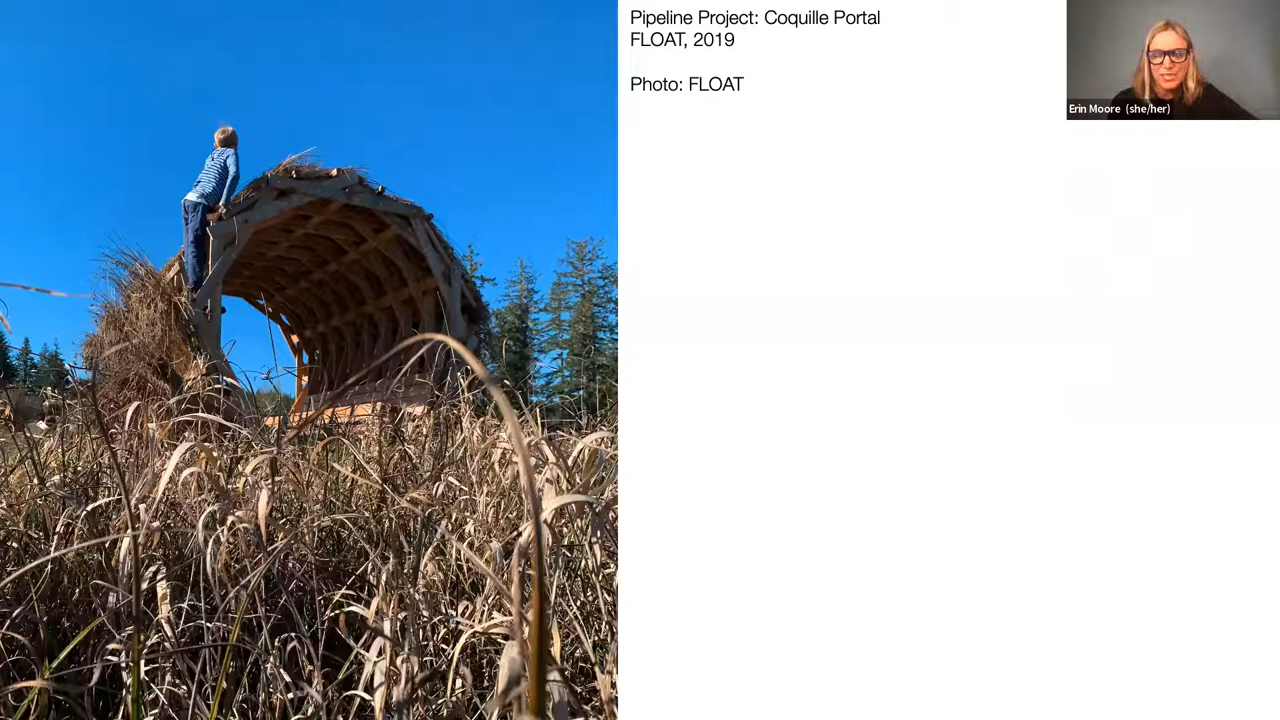 Pipeline Project: Coquille Portal
FLOAT, 2019
Photo: FLOAT
Erin Moore (she/her)